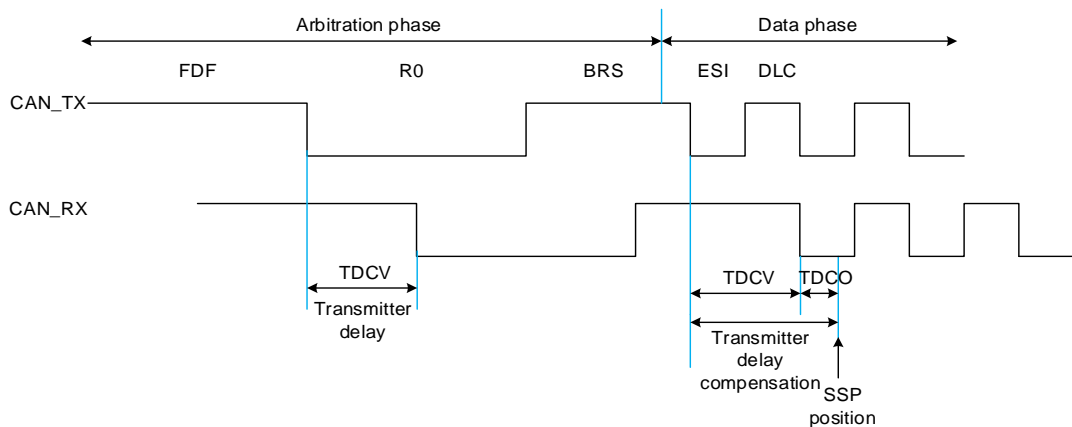 Arbitration phase
Data phase
FDF
R0
BRS
ESI
DLC
CAN_TX
CAN_RX
TDCV
Transmitter
delay
TDCV
TDCO
Transmitter
delay
compensation
SSP
position